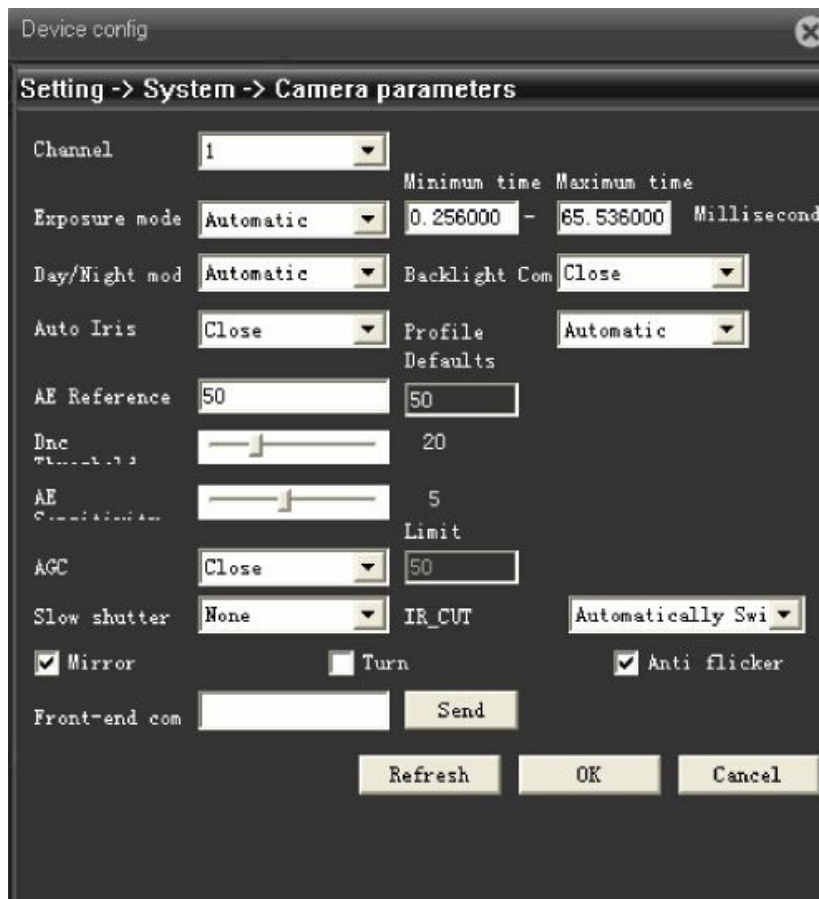 Device config
Setting -> System -> Camera parameters
Channel 1
Minimum time Maximum time
Exposure mode Automatic 0.256000 - 65.536000 Millisecond
Day/Night mod Automatic Backlight Com Close
Auto Iris Close Profile Automatic
Defaults
AE Reference 50 50
Dnc 20
AE 5
Limit
AGC Close 50
Slow shutter None IR_CUT Automatically Swi
Mirror Turn Anti flicker
Front-end com Send
Refresh OK Cancel